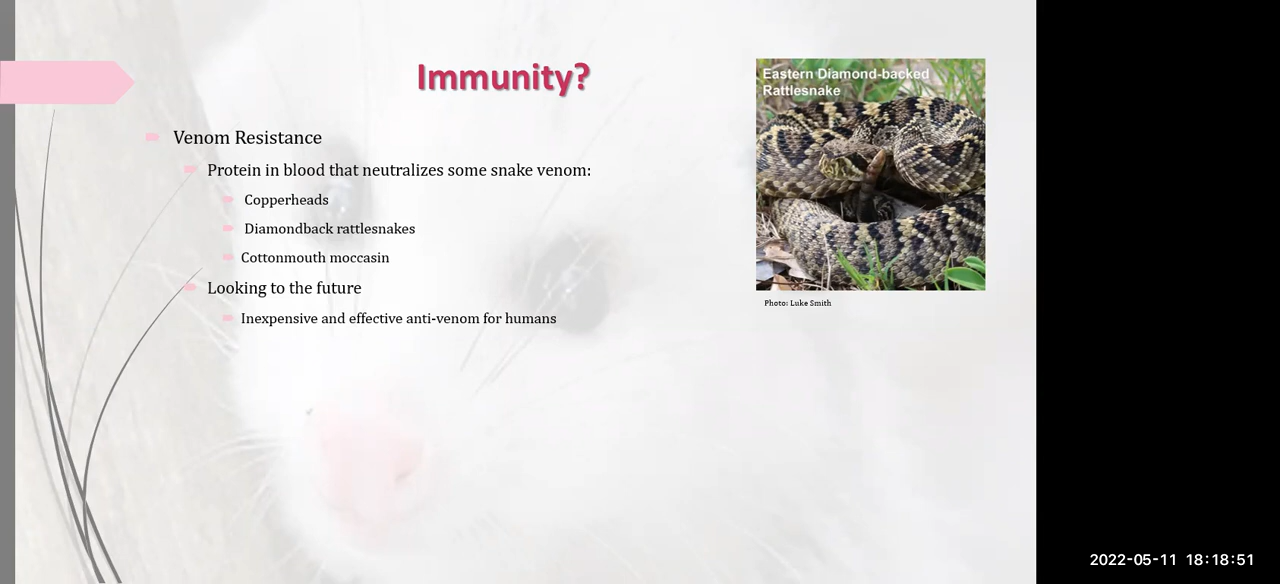 Immunity?
Venom Resistance
Protein in blood that neutralizes some snake venom:
Copperheads
Diamondback rattlesnakes
Cottonmouth moccasin
Looking to the future
Inexpensive and effective anti-venom for humans
Eastern Diamond-backed
Rattlesnake
Photo: Luke Smith
2022-05-11 18:18:51